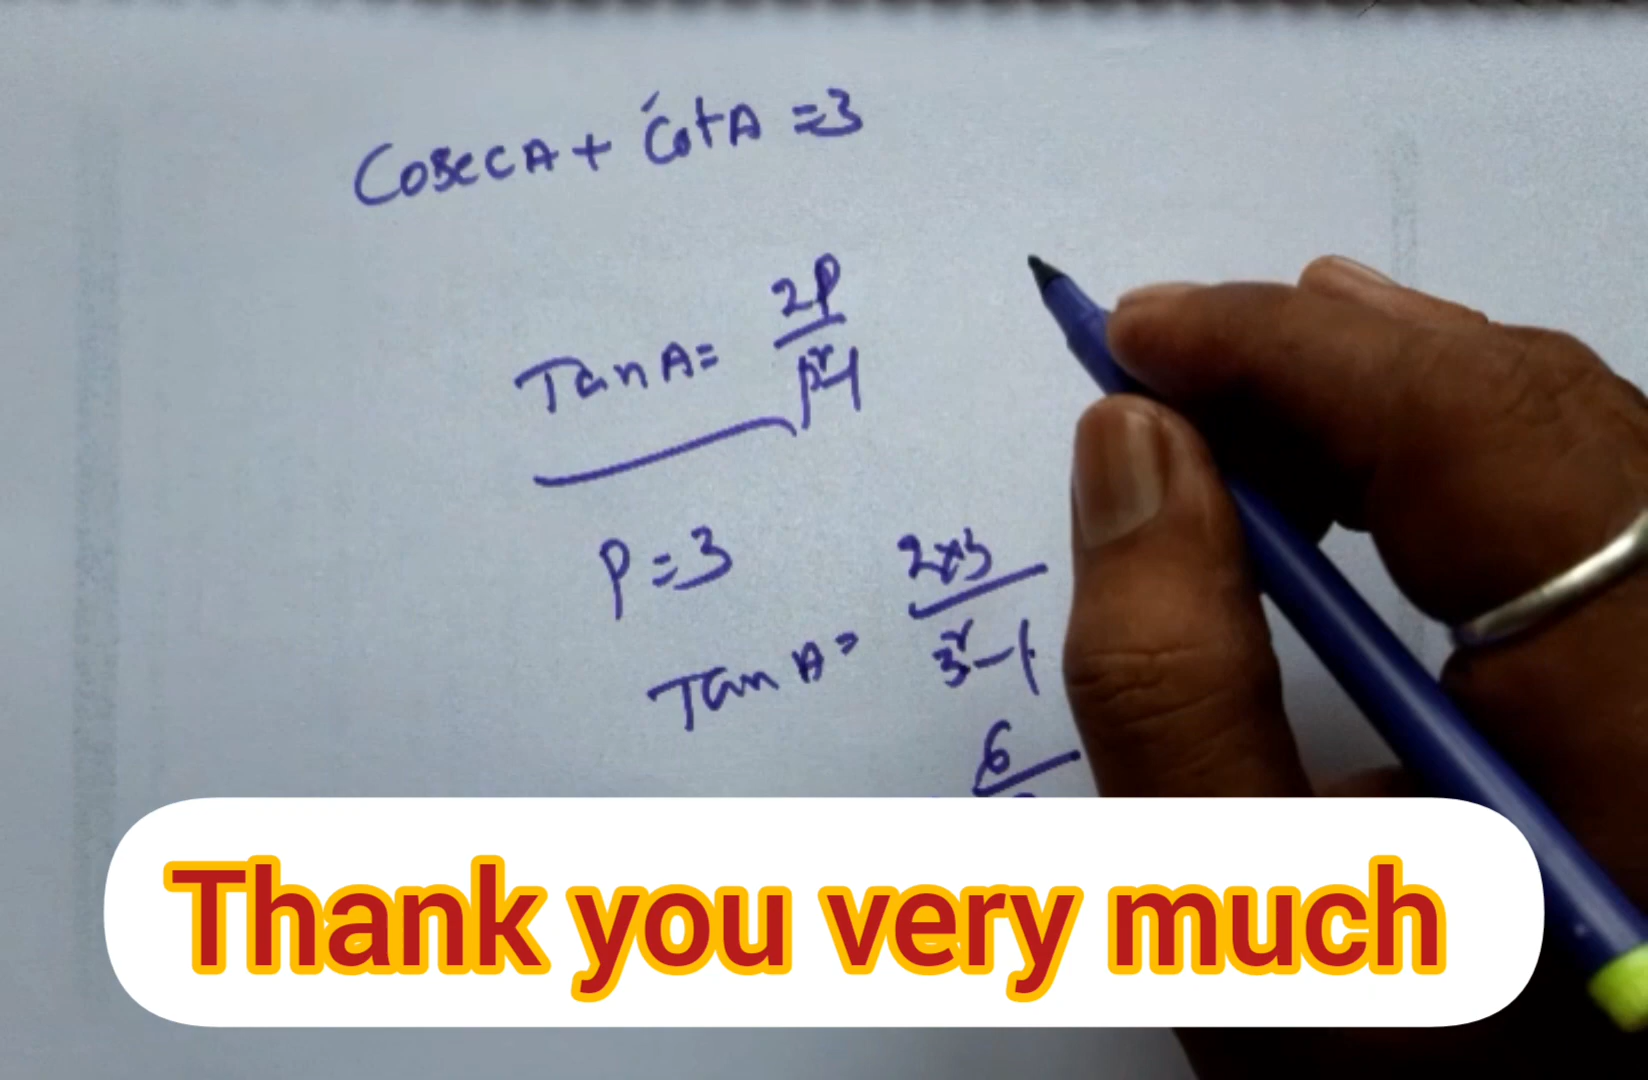 CosecA + CotA =3
TanA= 2P/P²-1
P=3
TanA= 2×3/3²-1
6
Thank you very much